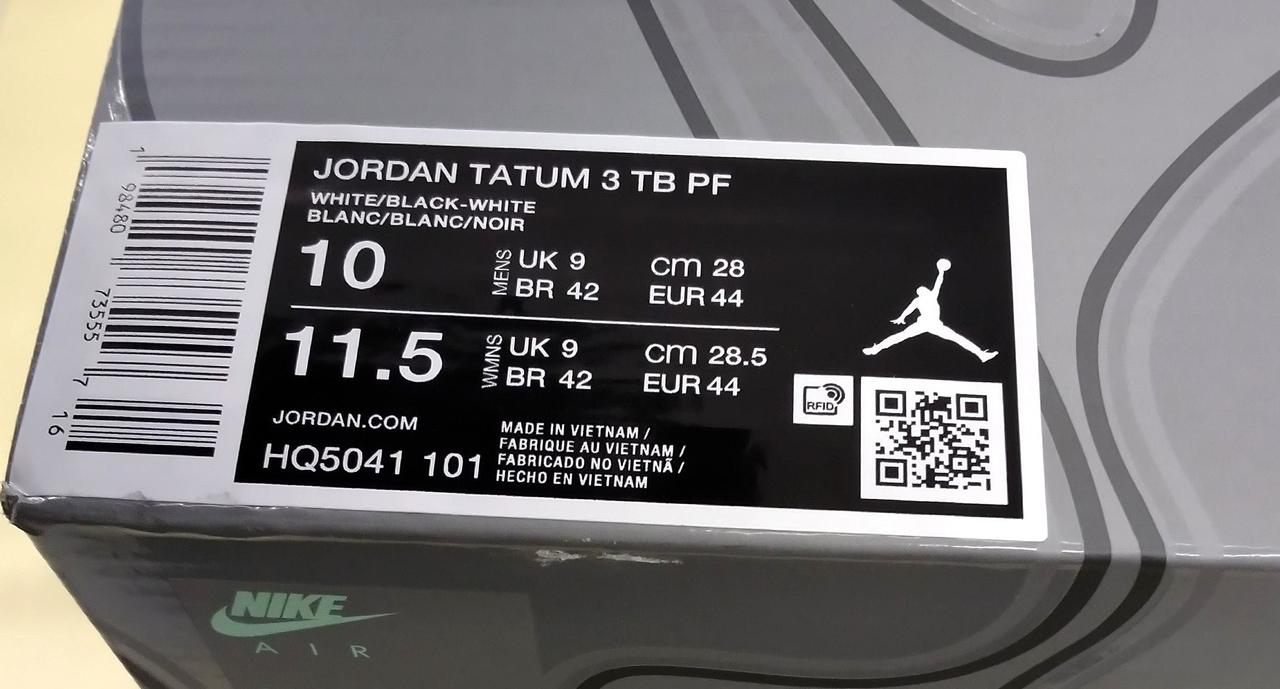 JORDAN TATUM 3 TB PF
WHITE/BLACK-WHITE
BLANC/BLANC/NOIR
10 MENS UK 9 cm 28
BR 42 EUR 44
11.5 WMNS UK 9 cm 28.5
BR 42 EUR 44
JORDAN.COM
HQ5041 101
MADE IN VIETNAM /
FABRIQUE AU VIETNAM /
FABRICADO NO VIETNÃ /
HECHO EN VIETNAM
RFID
1 98480 73555 7 16
NIKE
AIR